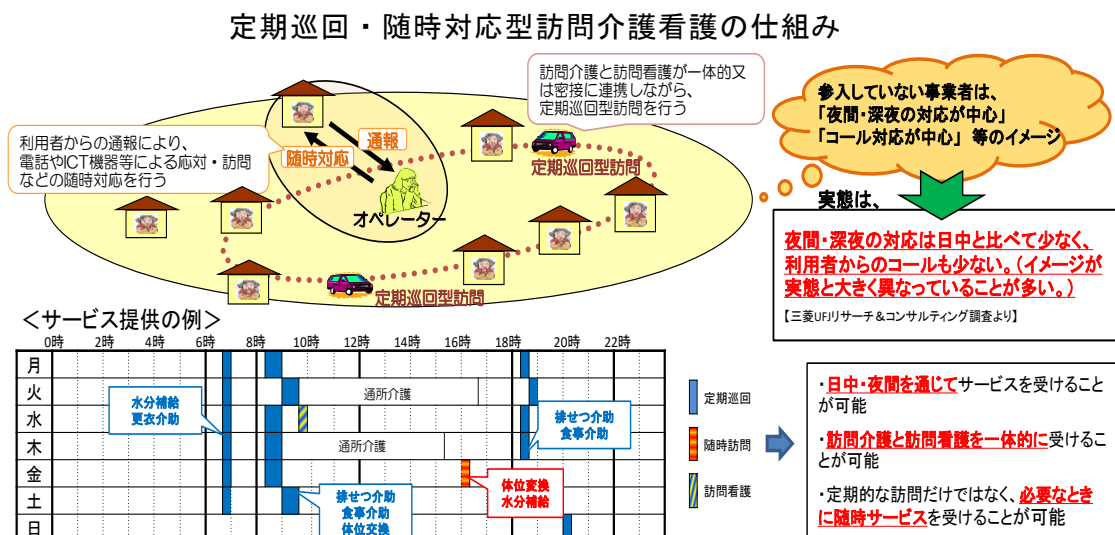 定期巡回・随時対応型訪問介護看護の仕組み
訪問介護と訪問看護が一体的又
は密接に連携しながら、
定期巡回型訪問を行う
参入していない事業者は、
「夜間・深夜の対応が中心」
「コール対応が中心」 等のイメージ
利用者からの通報により、
電話やICT機器等による応対・訪問
などの随時対応を行う
通報
随時対応
オペレーター
定期巡回型訪問
定期巡回型訪問
実態は、
夜間・深夜の対応は日中と比べて少なく、
利用者からのコールも少ない。(イメージが
実態と大きく異なっていることが多い。)
【三菱UFJリサーチ&コンサルティング調査より】
<サービス提供の例>
0時 2時 4時 6時 8時 10時 12時 14時 16時 18時 20時 22時
月
火
水
木
金
土
日
水分補給
更衣介助
通所介護
通所介護
排せつ介助
食事介助
排せつ介助
食事介助
体位交換
体位変換
水分補給
定期巡回
随時訪問
訪問看護
・日中・夜間を通じてサービスを受けること
が可能
・訪問介護と訪問看護を一体的に受けるこ
とが可能
・定期的な訪問だけではなく、必要なとき
に随時サービスを受けることが可能